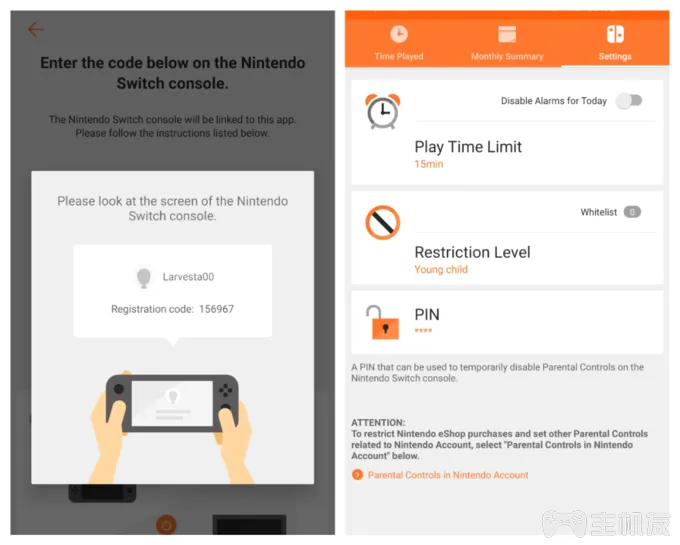 Enter the code below on the Nintendo
Switch console.
The Nintendo Switch console will be linked to this app.
Please follow the instructions listed below.
Please look at the screen of the Nintendo
Switch console.
Larvesta00
Registration code: 156967
Time Played
Monthly Summary
Settings
Disable Alarms for Today
Play Time Limit
15min
Whitelist 0
Restriction Level
Young child
PIN
****
A PIN that can be used to temporarily disable Parental Controls on the
Nintendo Switch console.
ATTENTION:
To restrict Nintendo eShop purchases and set other Parental Controls
related to Nintendo Account, select "Parental Controls in Nintendo
Account" below.
Parental Controls in Nintendo Account
主机友